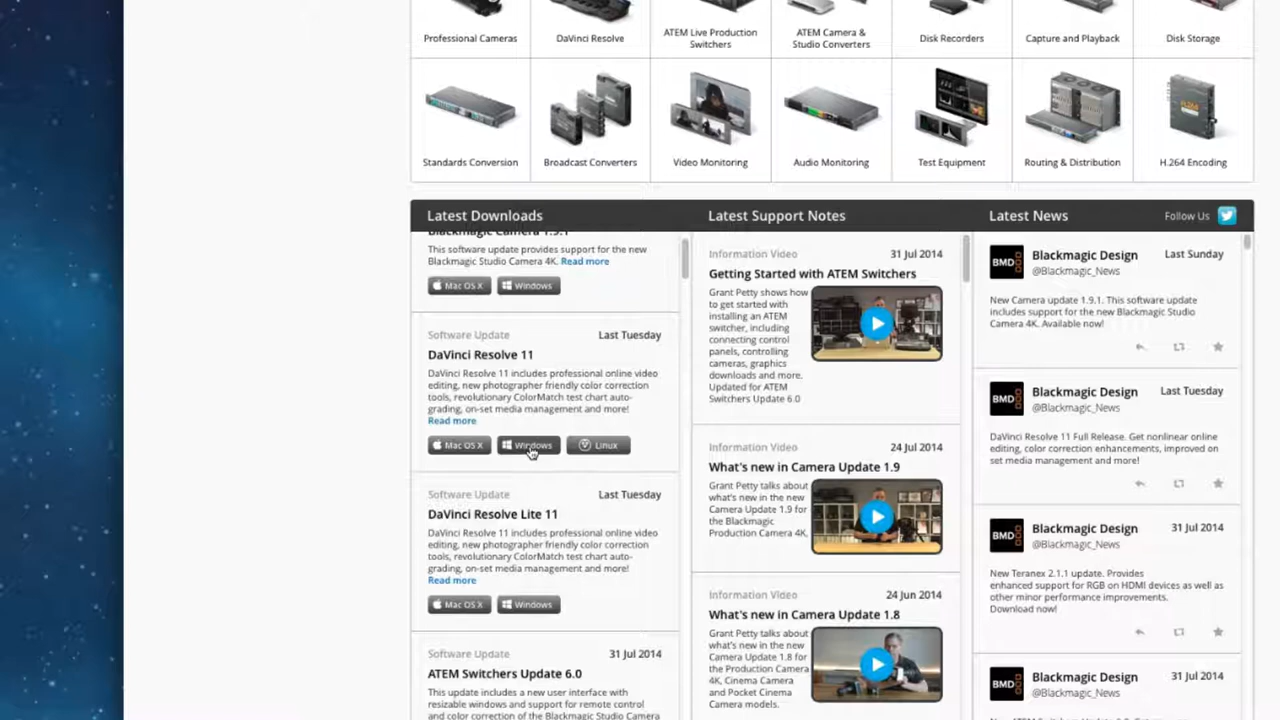 Professional Cameras
DaVinci Resolve
ATEM Live Production
Switchers
ATEM Camera &
Studio Converters
Disk Recorders
Capture and Playback
Disk Storage
Standards Conversion
Broadcast Converters
Video Monitoring
Audio Monitoring
Test Equipment
Routing & Distribution
H.264 Encoding
H.264
Latest Downloads
Blackmagic Camera 1.9.1
This software update provides support for the new
Blackmagic Studio Camera 4K. Read more
Mac OS X
Windows
Software Update
Last Tuesday
DaVinci Resolve 11
DaVinci Resolve 11 includes professional online video
editing, new photographer friendly color correction
tools, revolutionary ColorMatch test chart auto-
grading, on-set media management and more!
Read more
Mac OS X
Windows
Linux
Software Update
Last Tuesday
DaVinci Resolve Lite 11
DaVinci Resolve 11 includes professional online video
editing, new photographer friendly color correction
tools, revolutionary ColorMatch test chart auto-
grading, on-set media management and more!
Read more
Mac OS X
Windows
Software Update
31 Jul 2014
ATEM Switchers Update 6.0
This update includes a new user interface with
resizable windows and support for remote control
and color correction of the Blackmagic Studio Camera
Latest Support Notes
Information Video
31 Jul 2014
Getting Started with ATEM Switchers
Grant Petty shows how
to get started with
installing an ATEM
switcher, including
connecting control
panels, controlling
cameras, graphics
downloads and more.
Updated for ATEM
Switchers Update 6.0
Information Video
24 Jul 2014
What's new in Camera Update 1.9
Grant Petty talks about
what's new in the new
Camera Update 1.9 for
the Blackmagic
Production Camera 4K,
Information Video
24 Jun 2014
What's new in Camera Update 1.8
Grant Petty talks about
what's new in the new
Camera Update 1.8 for
the Production Camera
4K, Cinema Camera
and Pocket Cinema
Camera models.
Latest News
Follow Us
BMD
Blackmagic Design
Last Sunday
@Blackmagic_News
New Camera update 1.9.1. This software update
includes support for the new Blackmagic Studio
Camera 4K. Available now!
BMD
Blackmagic Design
Last Tuesday
@Blackmagic_News
DaVinci Resolve 11 Full Release. Get nonlinear online
editing, color correction enhancements, improved on
set media management and more!
BMD
Blackmagic Design
31 Jul 2014
@Blackmagic_News
New Teranex 2.1.1 update. Provides
enhanced support for RGB on HDMI devices as well as
other minor performance improvements.
Download now!
BMD
Blackmagic Design
31 Jul 2014
@Blackmagic_News